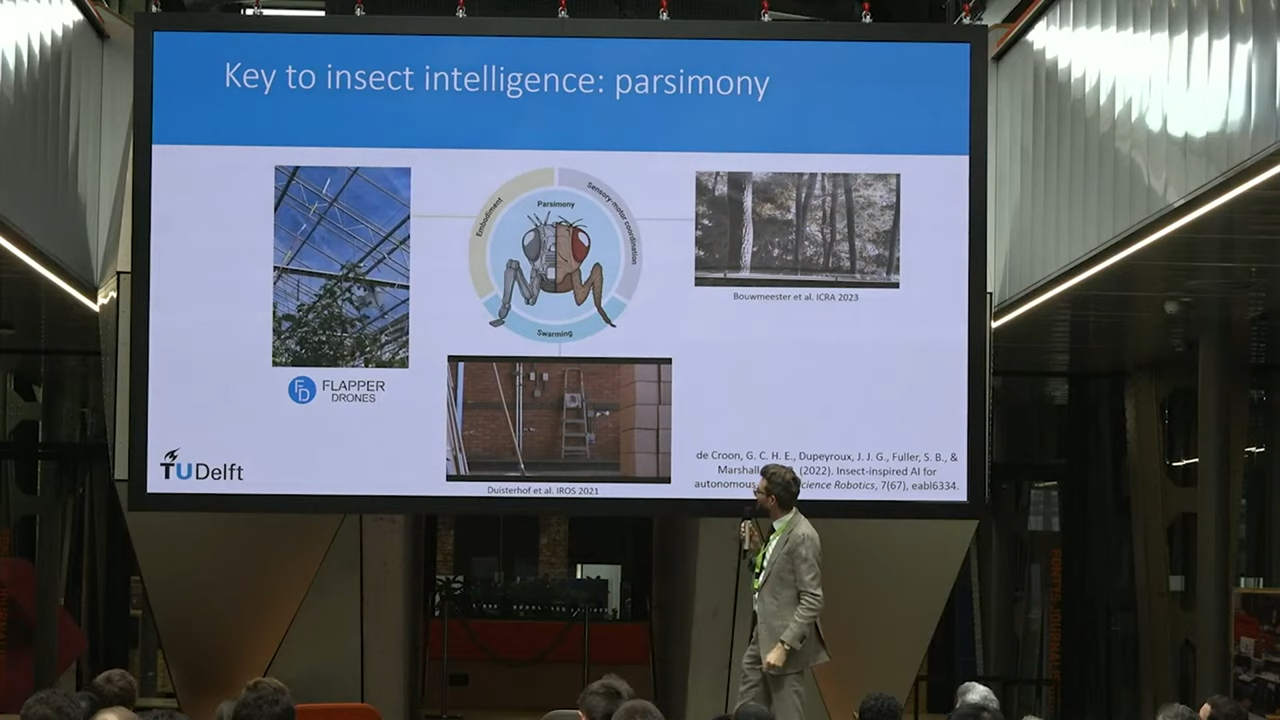 Key to insect intelligence: parsimony
Embodiment
Parsimony
Sensory-motor coordination
Swarming
FD
FLAPPER
DRONES
Bouwmeester et al. ICRA 2023
Duisterhof et al. IROS 2021
TUDelft
de Croon, G. C. H. E., Dupeyroux, J. J. G., Fuller, S. B., &
Marshall (2022). Insect-inspired AI for
autonomous Science Robotics, 7(67), eabl6334.